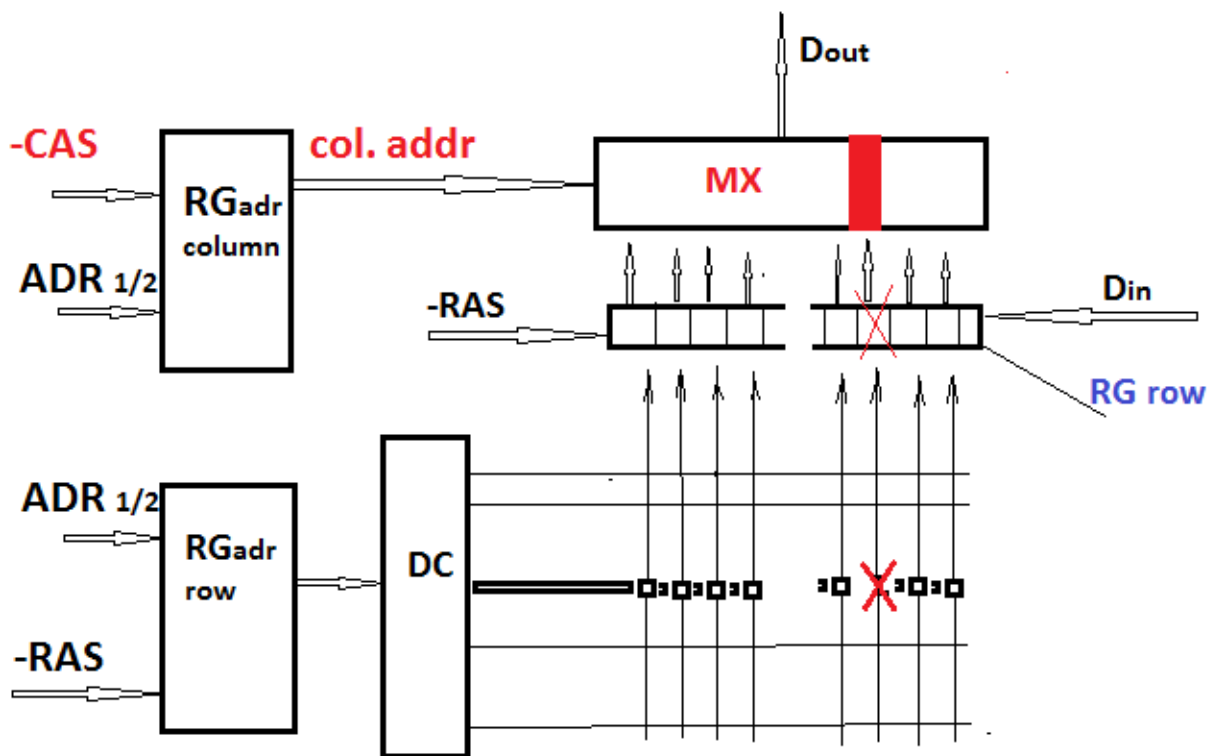 Dout
-CAS
col. addr
MX
RGadr
column
ADR 1/2
-RAS
Din
RG row
ADR 1/2
RGadr
row
DC
-RAS